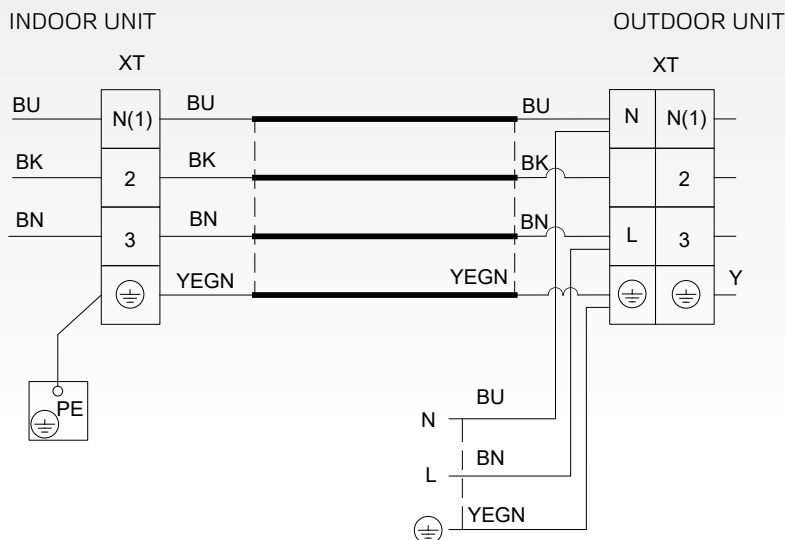 INDOOR UNIT OUTDOOR UNIT
XT XT
BU N(1) BU BU N N(1)
BK 2 BK BK 2
BN 3 BN BN L 3
YEGN YEGN Y
PE
N BU
L BN
YEGN